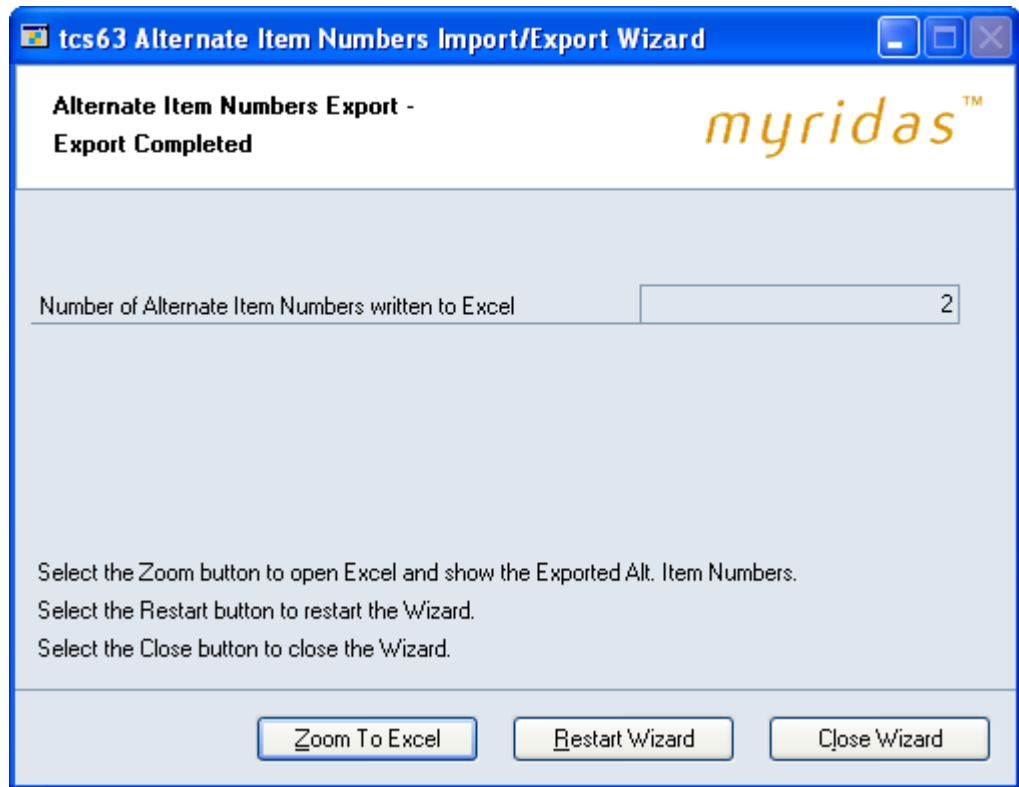 tcs63 Alternate Item Numbers Import/Export Wizard
Alternate Item Numbers Export -
Export Completed
myridas™
Number of Alternate Item Numbers written to Excel 2
Select the Zoom button to open Excel and show the Exported Alt. Item Numbers.
Select the Restart button to restart the Wizard.
Select the Close button to close the Wizard.
Zoom To Excel Restart Wizard Close Wizard